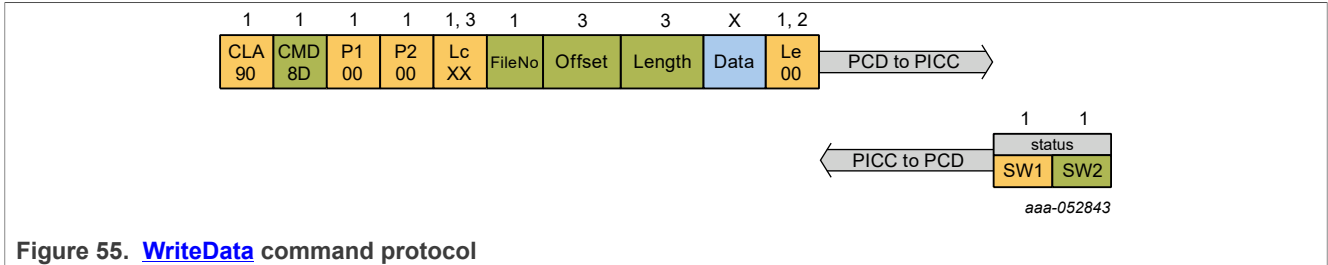 1 1 1 1 1, 3 1 3 3 X 1, 2
CLA CMD P1 P2 Lc FileNo Offset Length Data Le
90 8D 00 00 XX 00
PCD to PICC
1 1
status
PICC to PCD
SW1 SW2
aaa-052843
Figure 55. WriteData command protocol